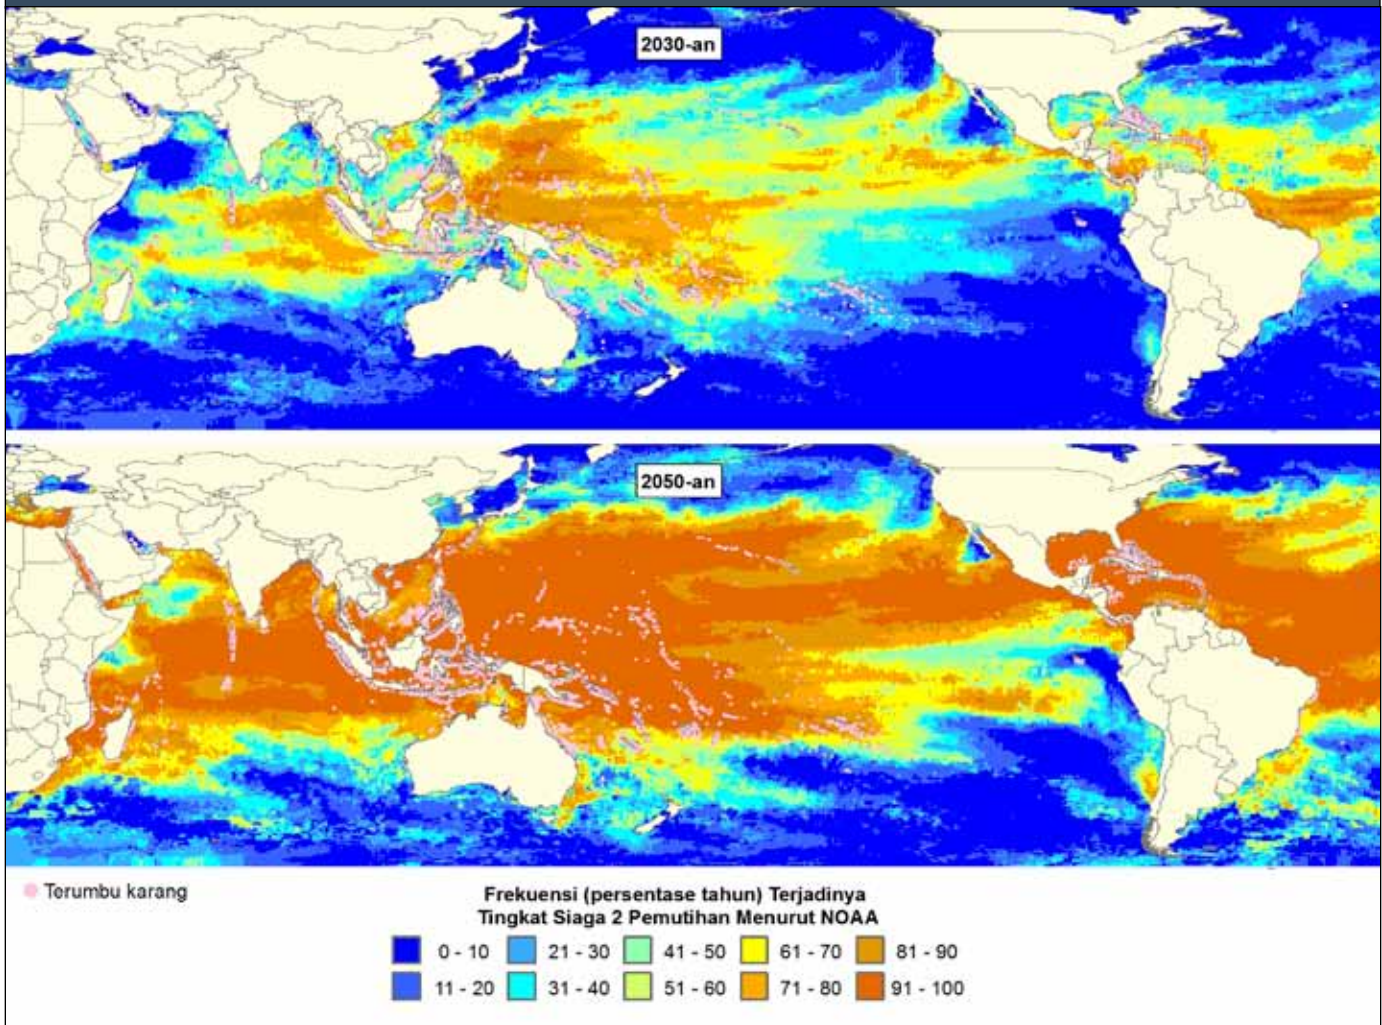 2030-an
2050-an
Terumbu karang
Frekuensi (persentase tahun) Terjadinya
Tingkat Siaga 2 Pemutihan Menurut NOAA
0 - 10
21 - 30
41 - 50
61 - 70
81 - 90
11 - 20
31 - 40
51 - 60
71 - 80
91 - 100